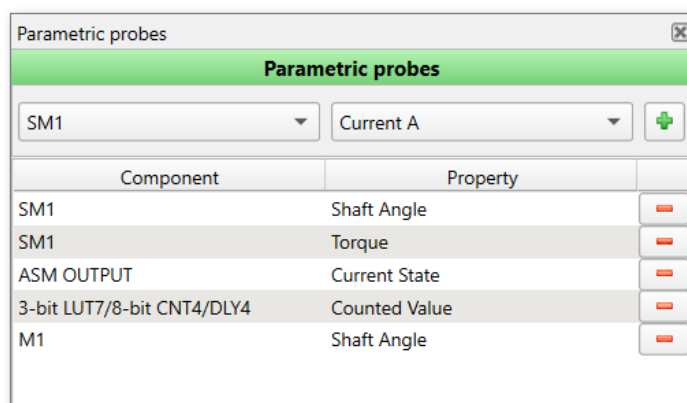 Parametric probes
Parametric probes
SM1 Current A
Component Property
SM1 Shaft Angle
SM1 Torque
ASM OUTPUT Current State
3-bit LUT7/8-bit CNT4/DLY4 Counted Value
M1 Shaft Angle